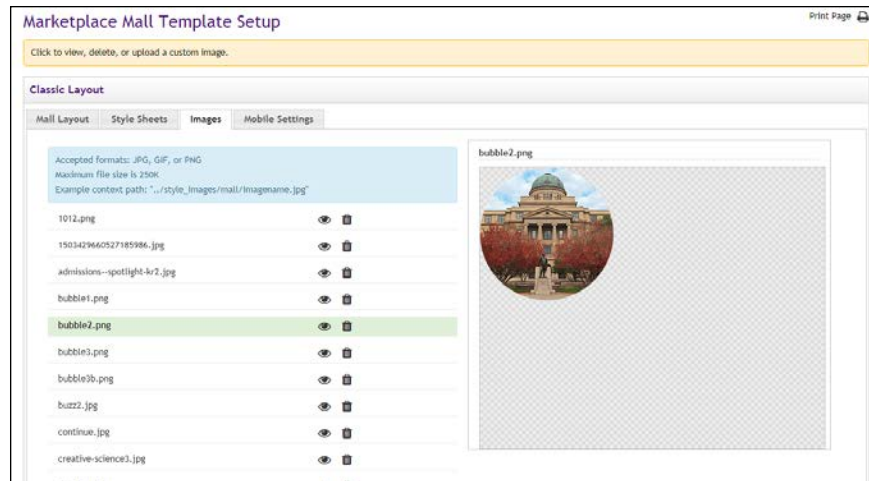 Marketplace Mall Template Setup
Print Page
Click to view, delete, or upload a custom image.
Classic Layout
Mall Layout
Style Sheets
Images
Mobile Settings
Accepted formats: JPG, GIF, or PNG
Maximum file size is 250K
Example context path: "../style_images/mall/imagename.jpg"
bubble2.png
1012.png
1503429660527185986.jpg
admissions--spotlight-kr2.jpg
bubble1.png
bubble2.png
bubble3.png
bubble3b.png
buzz2.jpg
continue.jpg
creative-science3.jpg